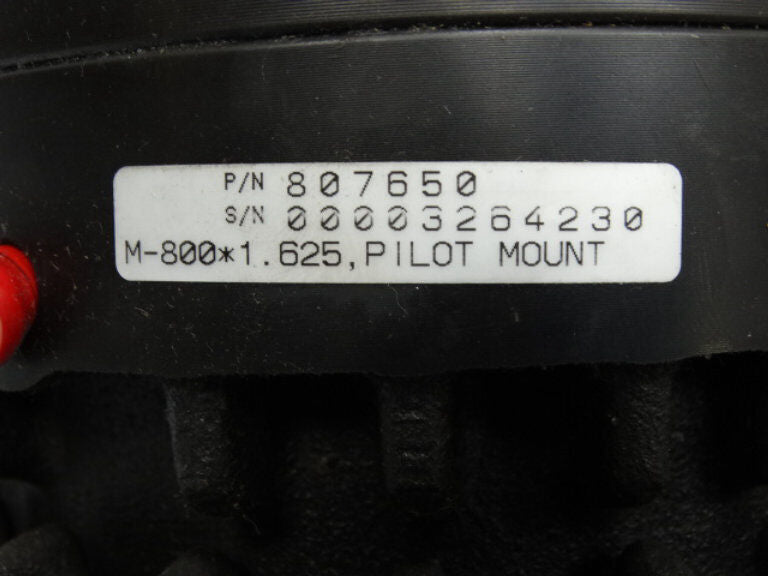 P/N 807650
S/N 00003264230
M-800*1.625,PILOT MOUNT